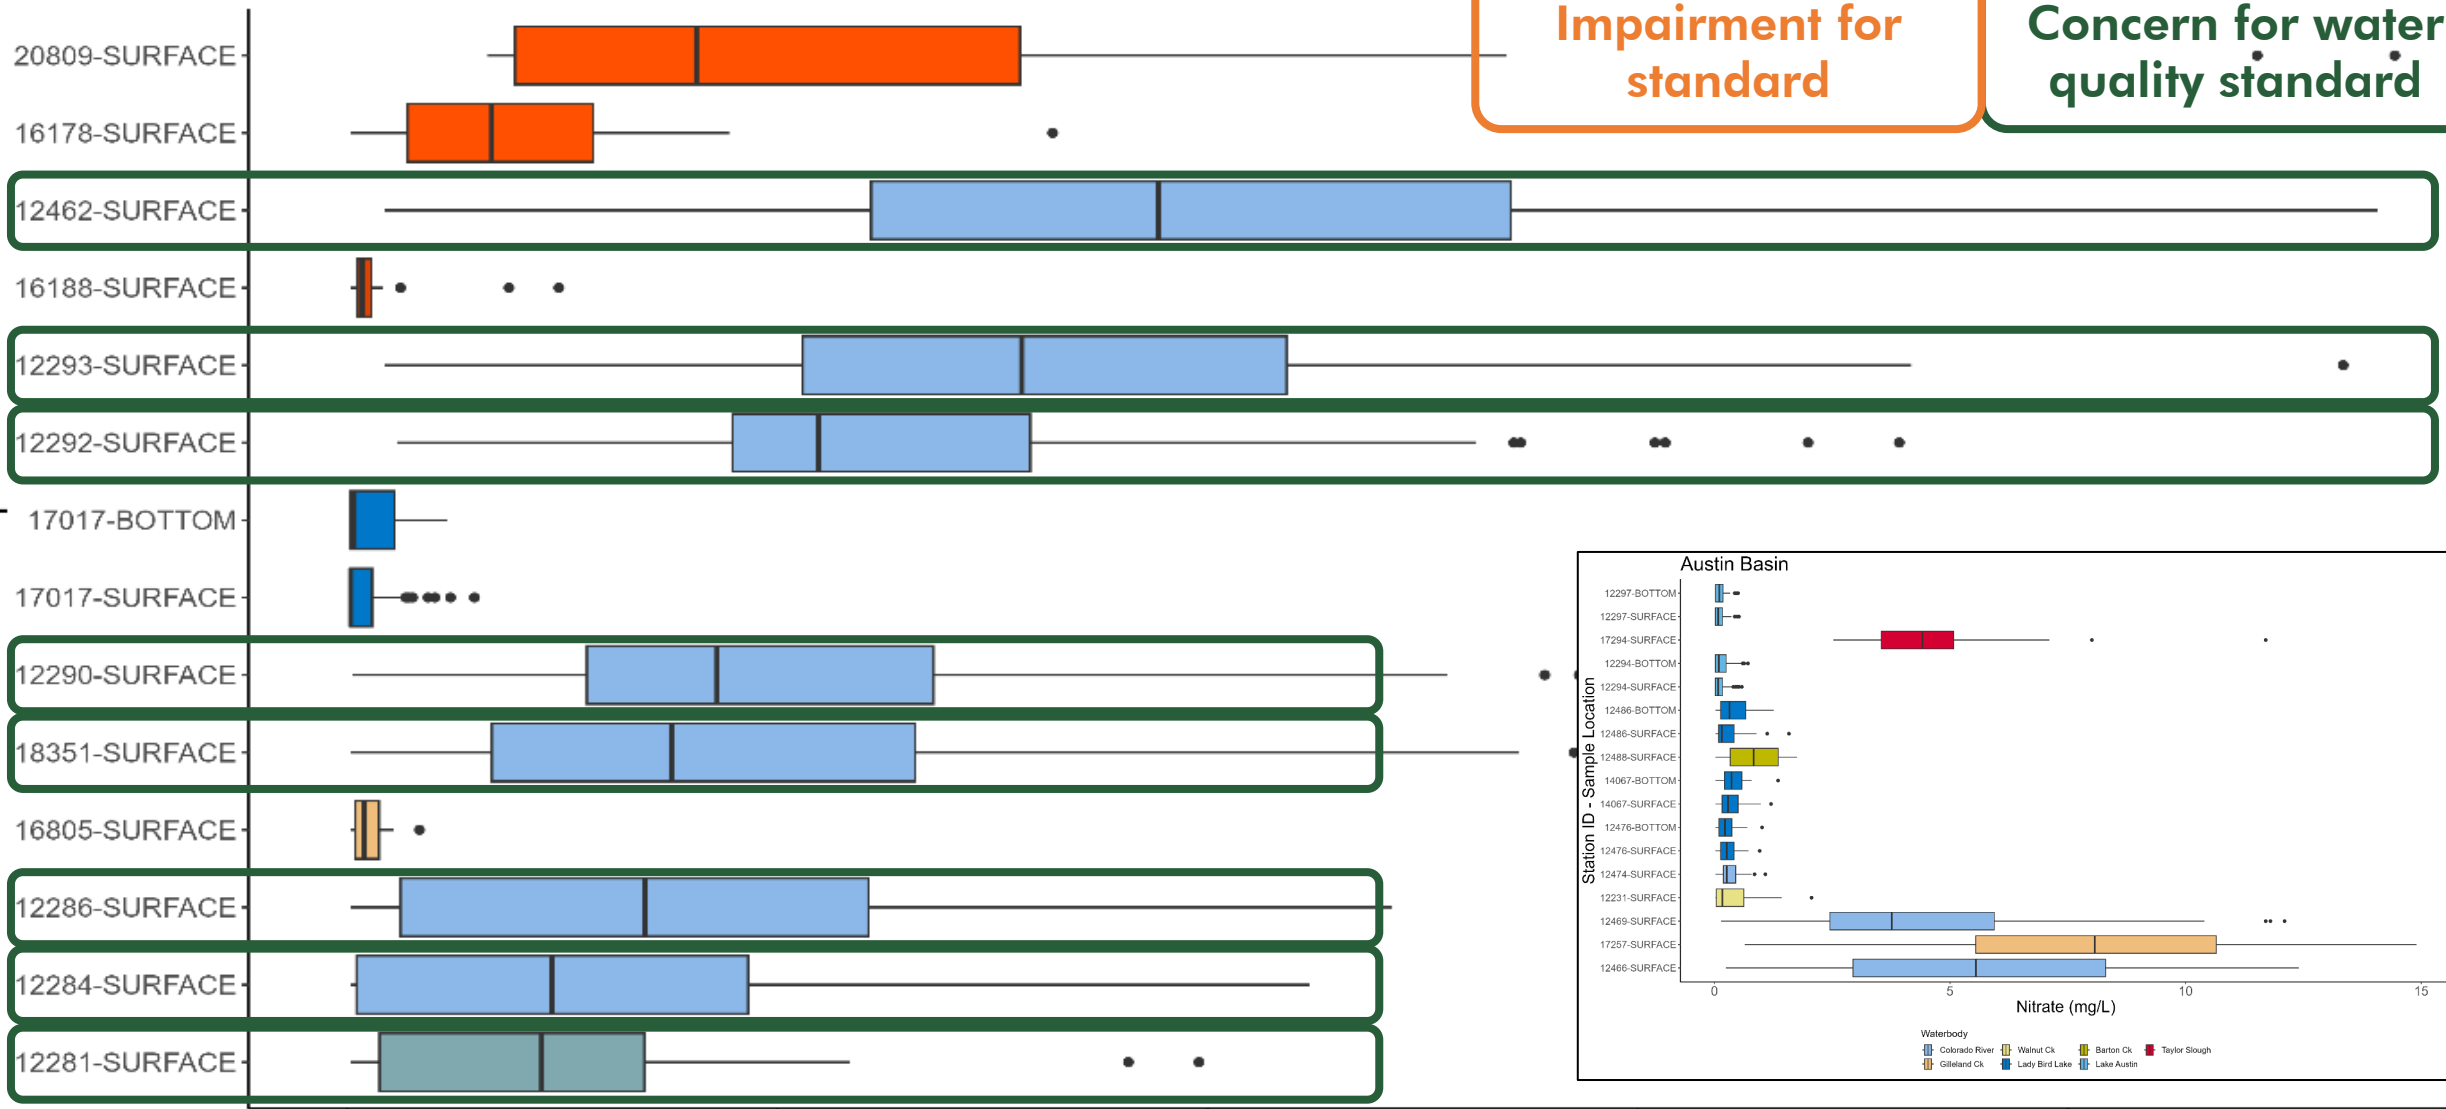 Impairment for
standard
Concern for water
quality standard
20809-SURFACE
16178-SURFACE
12462-SURFACE
16188-SURFACE
12293-SURFACE
12292-SURFACE
17017-BOTTOM
17017-SURFACE
12290-SURFACE
18351-SURFACE
16805-SURFACE
12286-SURFACE
12284-SURFACE
12281-SURFACE
Austin Basin
Station ID - Sample Location
12297-BOTTOM
12297-SURFACE
17294-SURFACE
12294-BOTTOM
12294-SURFACE
12486-BOTTOM
12486-SURFACE
12488-SURFACE
14067-BOTTOM
14067-SURFACE
12476-BOTTOM
12476-SURFACE
12474-SURFACE
12231-SURFACE
12469-SURFACE
17257-SURFACE
12466-SURFACE
0 5 10 15
Nitrate (mg/L)
Waterbody
Colorado River Walnut Ck Barton Ck Taylor Slough
Gilleland Ck Lady Bird Lake Lake Austin